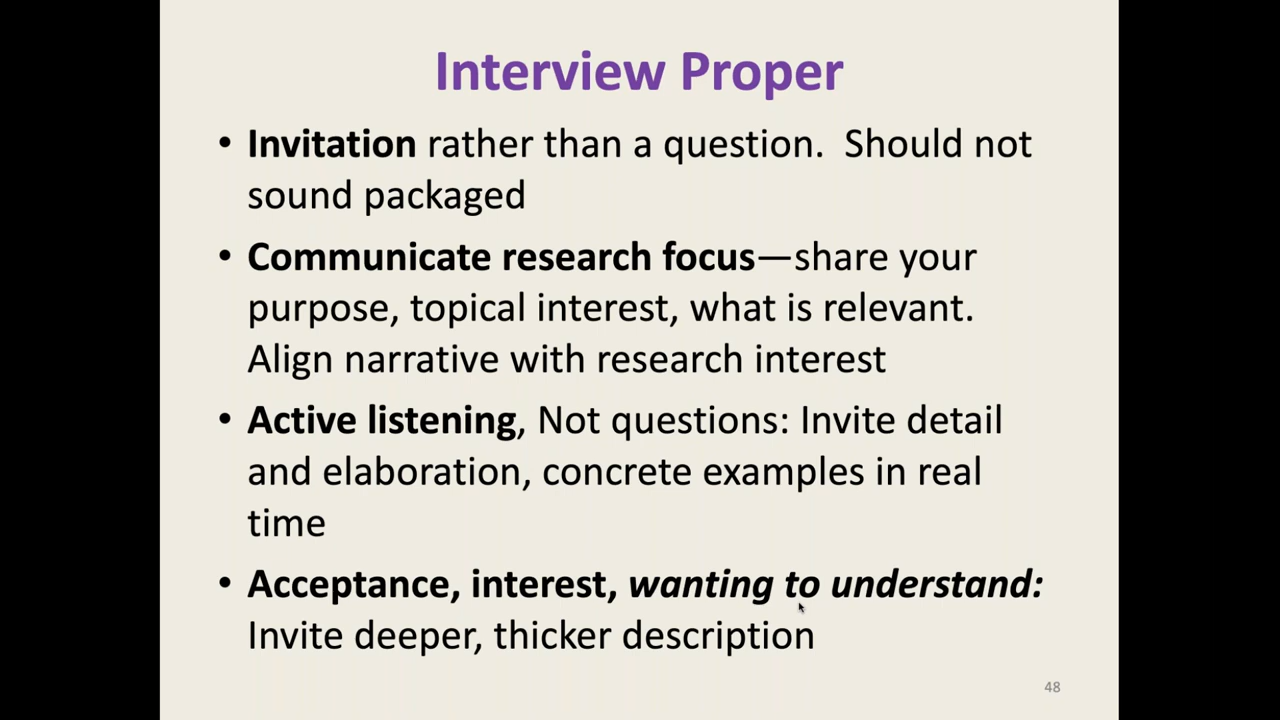 Interview Proper
• Invitation rather than a question.  Should not
sound packaged
• Communicate research focus—share your
purpose, topical interest, what is relevant.
Align narrative with research interest
• Active listening, Not questions: Invite detail
and elaboration, concrete examples in real
time
• Acceptance, interest, wanting to understand:
Invite deeper, thicker description
48